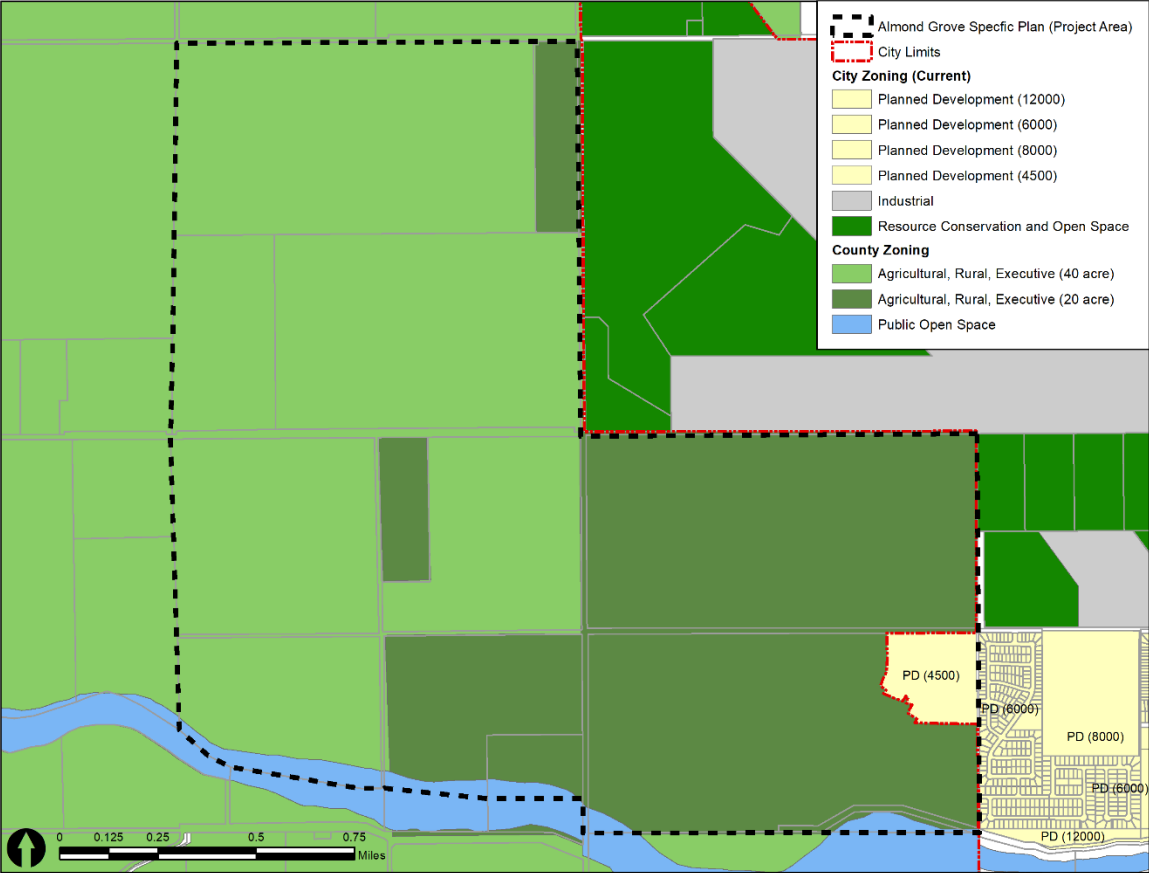 Almond Grove Specfic Plan (Project Area)
City Limits
City Zoning (Current)
Planned Development (12000)
Planned Development (6000)
Planned Development (8000)
Planned Development (4500)
Industrial
Resource Conservation and Open Space
County Zoning
Agricultural, Rural, Executive (40 acre)
Agricultural, Rural, Executive (20 acre)
Public Open Space
PD (4500)
PD (6000)
PD (8000)
PD (6000)
PD (12000)
0 0.125 0.25 0.5 0.75
Miles